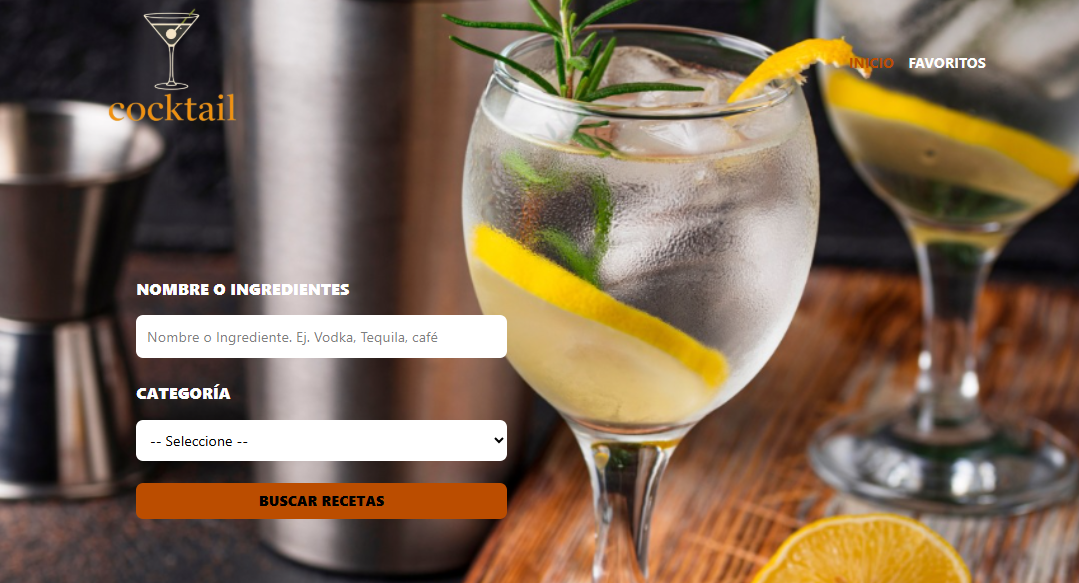 cocktail
INICIO FAVORITOS
NOMBRE O INGREDIENTES
Nombre o Ingrediente. Ej. Vodka, Tequila, café
CATEGORÍA
-- Seleccione --
BUSCAR RECETAS